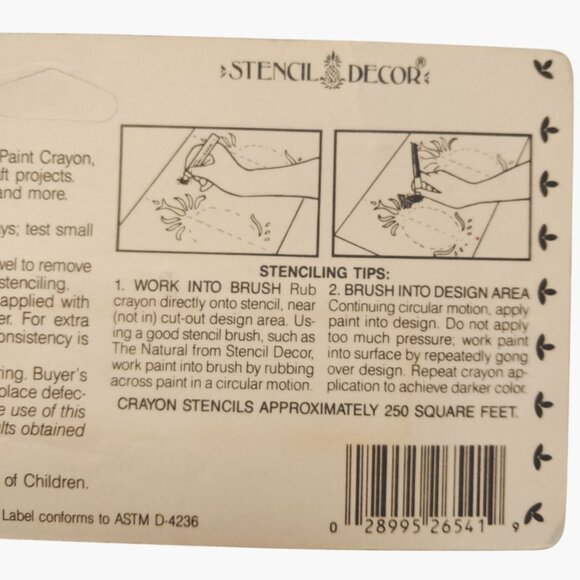 STENCIL DECOR®
Paint Crayon,
ft projects.
and more.
ys; test small
vel to remove
stenciling.
applied with
er. For extra
onsistency is
ring. Buyer's
place defec-
e use of this
ults obtained
of Children.
Label conforms to ASTM D-4236
STENCILING TIPS:
1. WORK INTO BRUSH Rub
crayon directly onto stencil, near
(not in) cut-out design area. Us-
ing a good stencil brush, such as
The Natural from Stencil Decor,
work paint into brush by rubbing
across paint in a circular motion.
2. BRUSH INTO DESIGN AREA
Continuing circular motion, apply
paint into design. Do not apply
too much pressure; work paint
into surface by repeatedly gong
over design. Repeat crayon ap-
plication to achieve darker color.
CRAYON STENCILS APPROXIMATELY 250 SQUARE FEET.
0 28995 26541 9